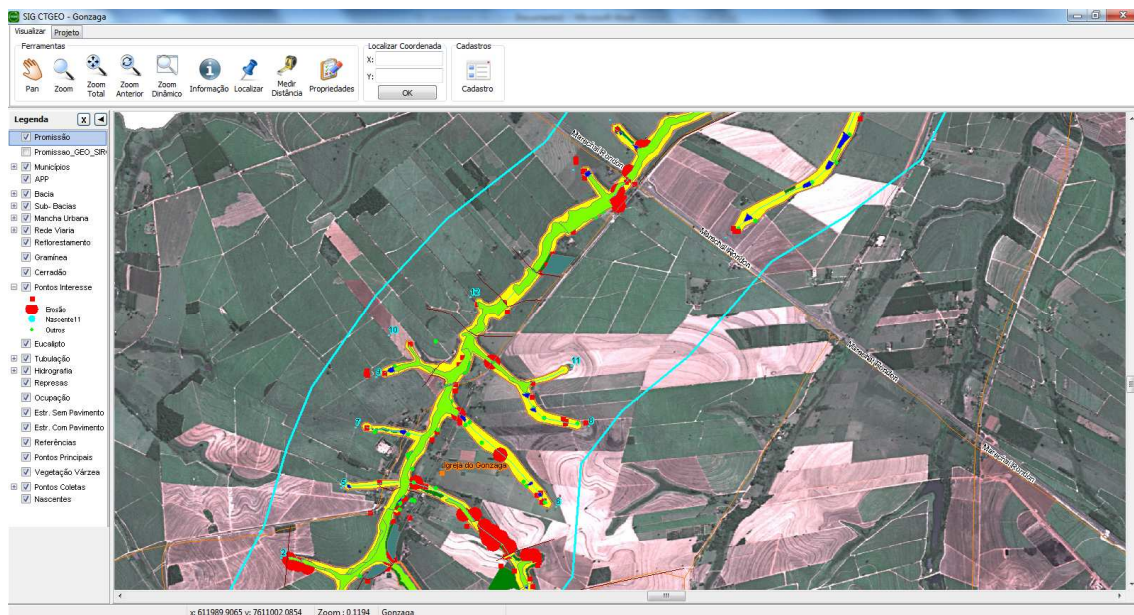 SIG CTGEO - Gonzaga
Visualizar Projeto
Ferramentas
Pan
Zoom
Zoom Total
Zoom Anterior
Zoom Dinâmico
Informação
Localizar
Medir Distância
Propriedades
Localizar Coordenada
X:
Y:
OK
Cadastros
Cadastro
Legenda X
Promissão
Promissao_GEO_SIR
Municípios
APP
Bacia
Sub- Bacias
Mancha Urbana
Rede Viaria
Reflorestamento
Gramínea
Cerradão
Pontos Interesse
Erosão
Nascente11
Outros
Eucalipto
Tubulação
Hidrografia
Represas
Ocupação
Estr. Sem Pavimento
Estr. Com Pavimento
Referências
Pontos Principais
Vegetação Várzea
Pontos Coletas
Nascentes
Marechal Rondon
Marechal Rondon
Marechal Rondon
Marechal Rondon
12
10
11
9
7
Igreja do Gonzaga
2
x: 611989.9065 y: 7611002.0854 Zoom : 0.1194 Gonzaga